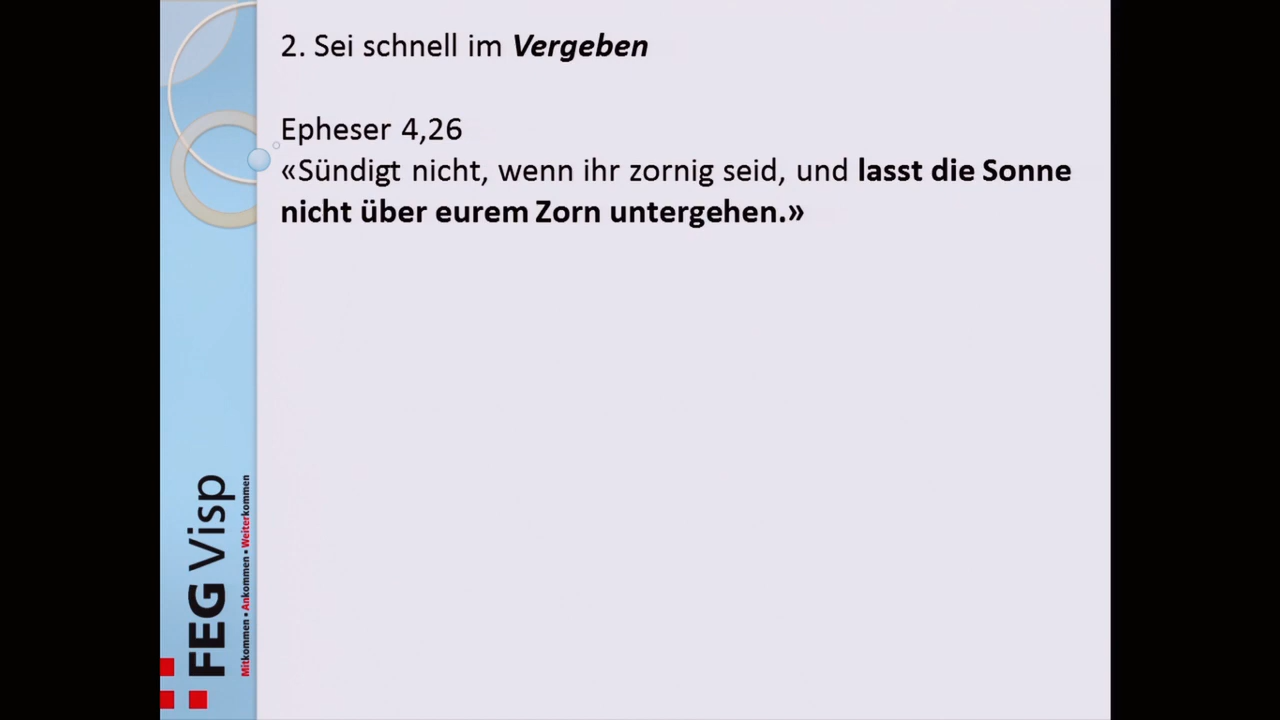 2. Sei schnell im Vergeben
Epheser 4,26
«Sündigt nicht, wenn ihr zornig seid, und lasst die Sonne
nicht über eurem Zorn untergehen.»
FEG Visp
Mitkommen • Ankommen • Weiterkommen